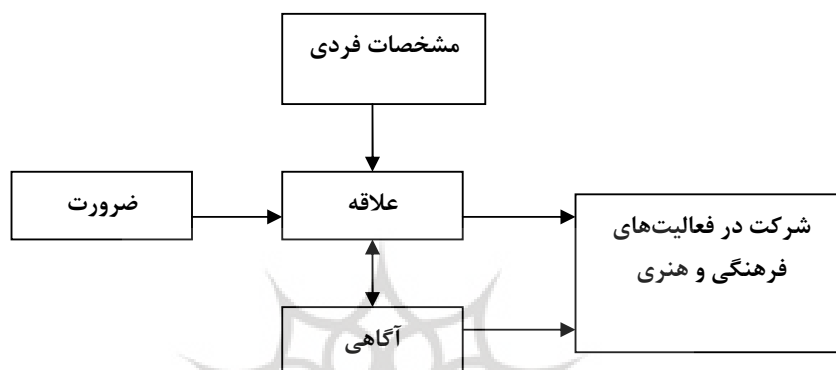 مشخصات فردی
علاقه
ضرورت
شرکت در فعالیت‌های
فرهنگی و هنری
آگاهی